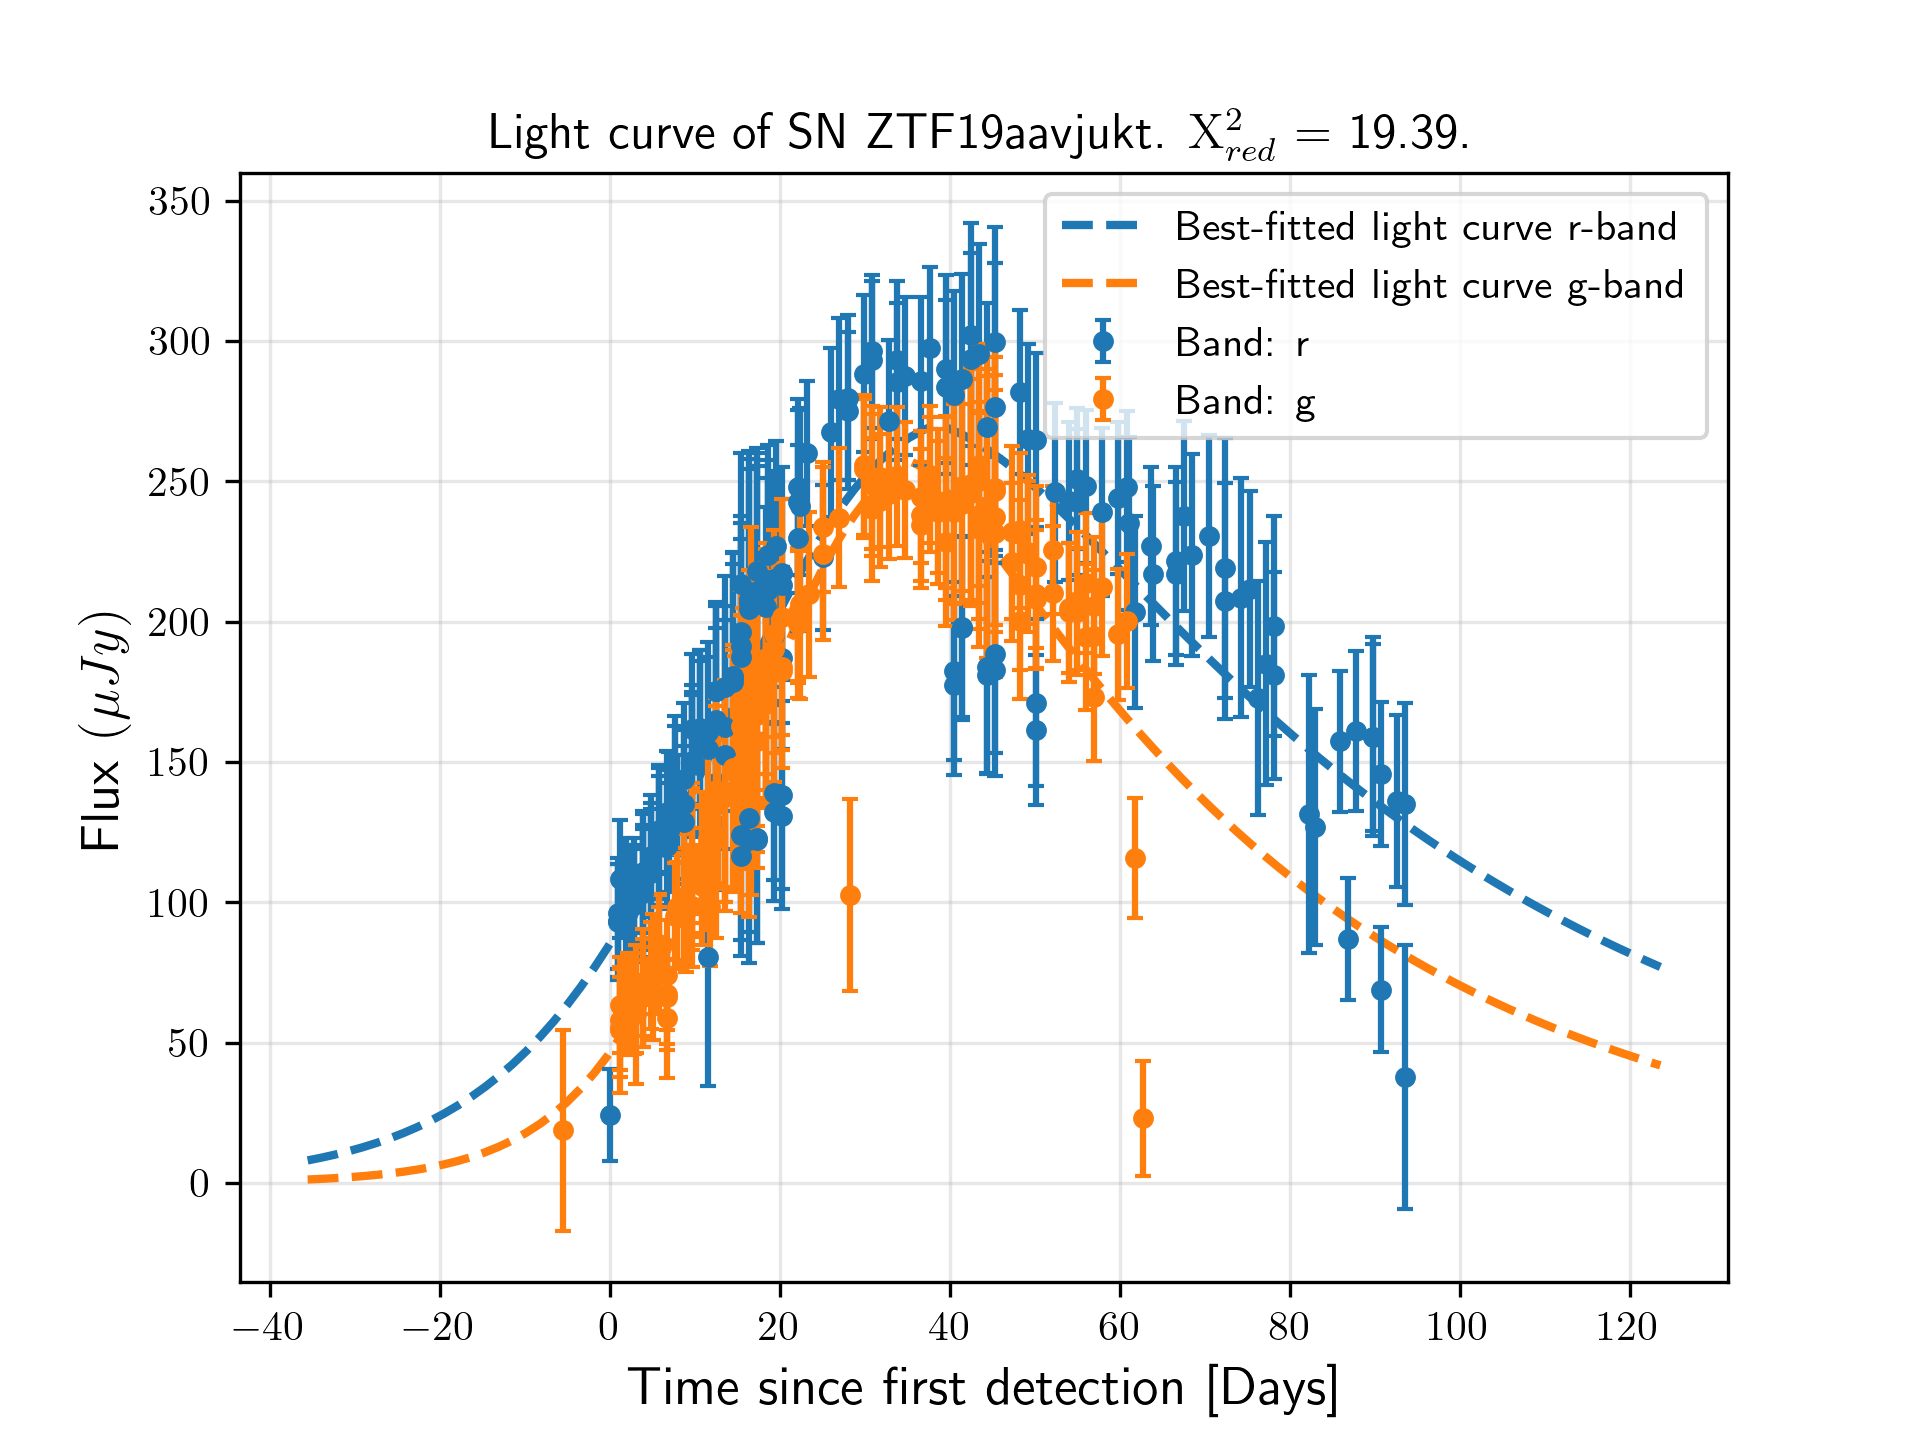 Light curve of SN ZTF19aavjukt. X²_red = 19.39.
Best-fitted light curve r-band
Best-fitted light curve g-band
Band: r
Band: g
350
300
250
200
150
100
50
0
Flux (μJy)
−40 −20 0 20 40 60 80 100 120
Time since first detection [Days]